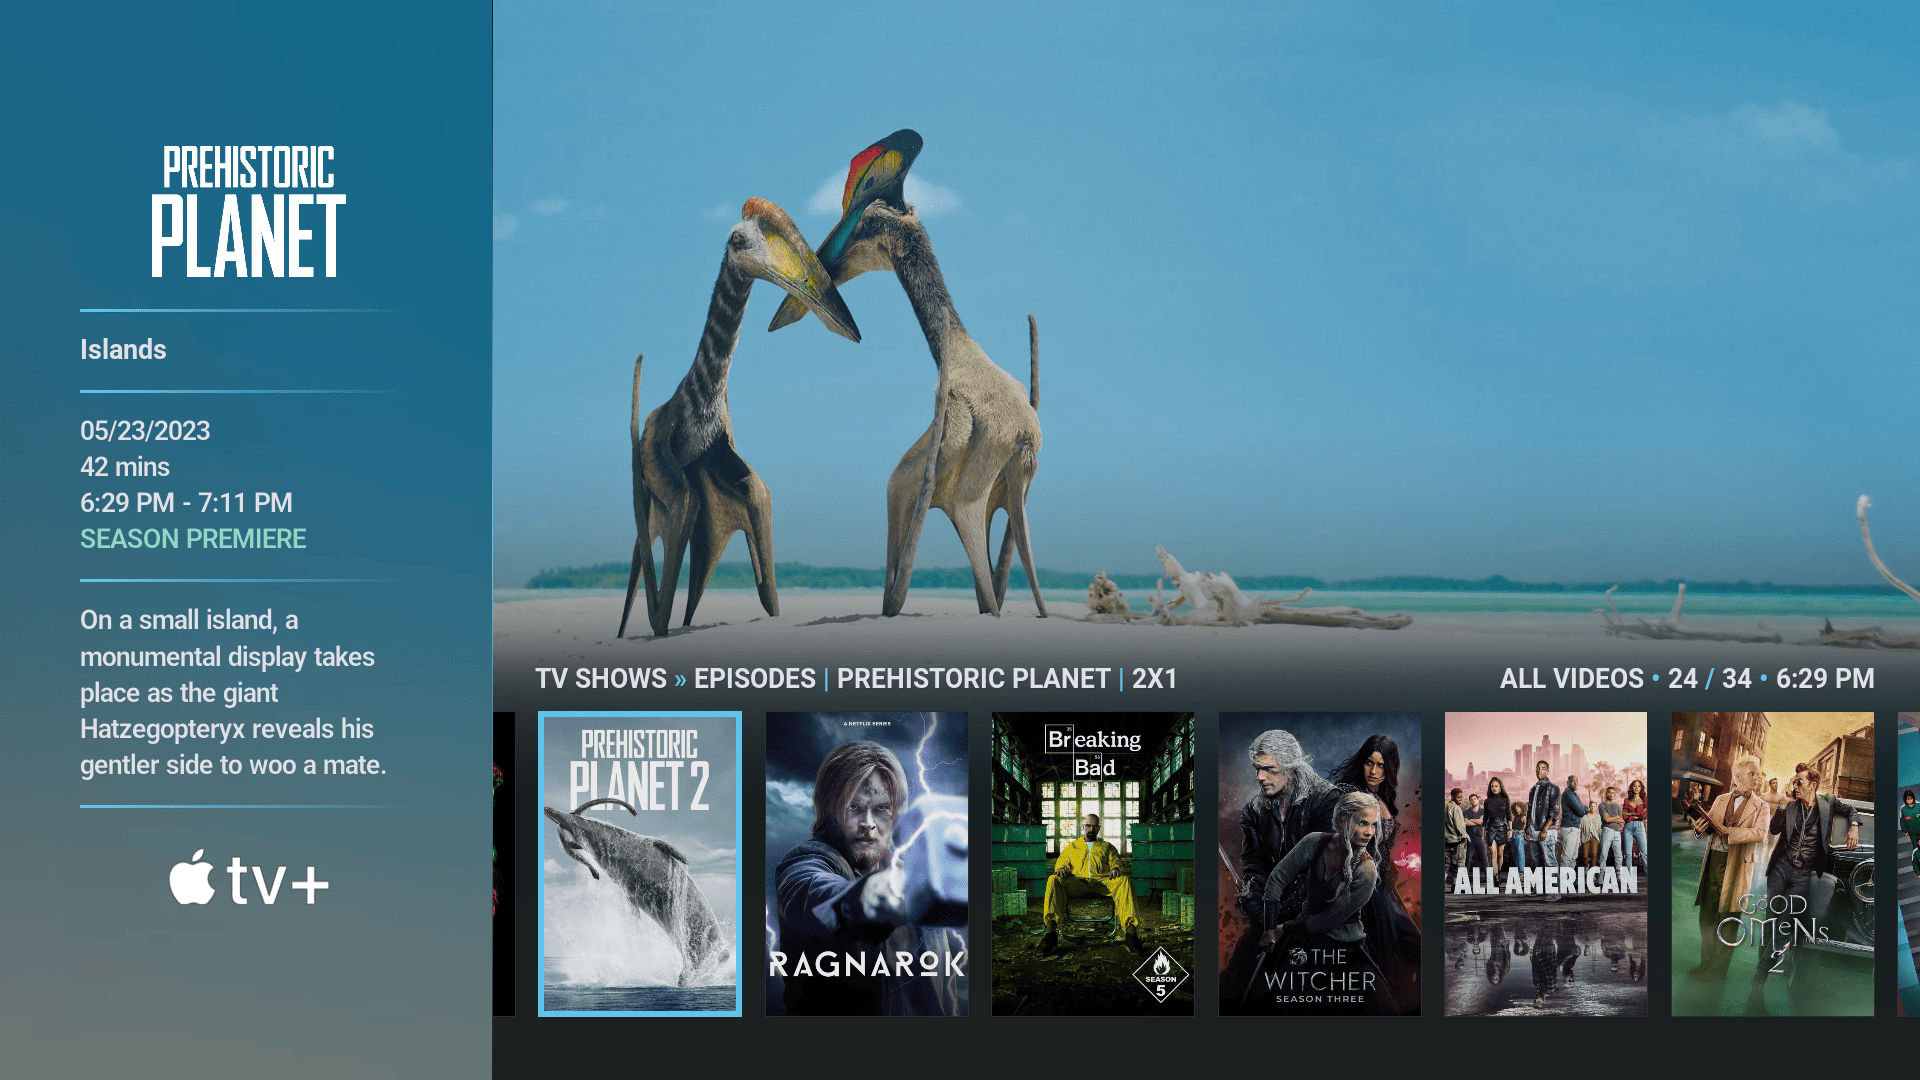 PREHISTORIC
PLANET
Islands
05/23/2023
42 mins
6:29 PM - 7:11 PM
SEASON PREMIERE
On a small island, a
monumental display takes
place as the giant
Hatzegopteryx reveals his
gentler side to woo a mate.
tv+
TV SHOWS » EPISODES | PREHISTORIC PLANET | 2X1
ALL VIDEOS • 24 / 34 • 6:29 PM
PREHISTORIC
PLANET 2
A NETFLIX SERIES
RAGNAROK
Breaking
Bad
SEASON
5
THE
WITCHER
SEASON THREE
ALL AMERICAN
GOOD
OMENS
2